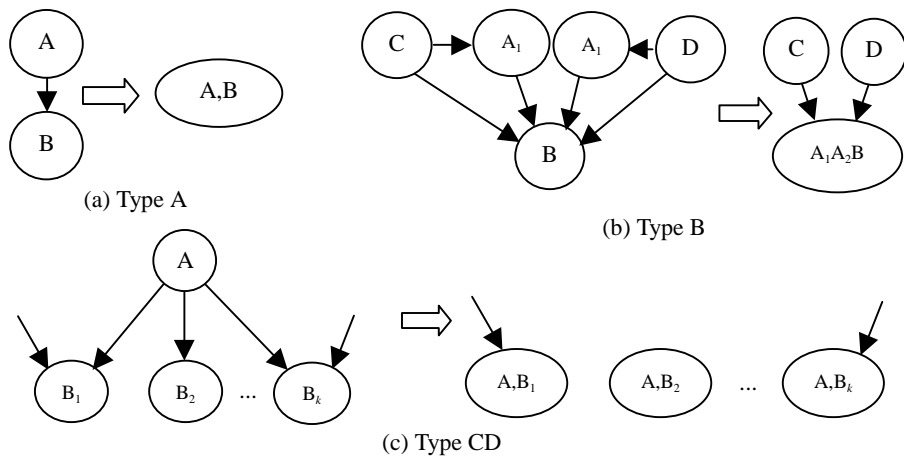 A
B
A,B
(a) Type A
C
A₁
A₁
D
B
C
D
A₁A₂B
(b) Type B
A
B₁
B₂
...
Bₖ
A,B₁
A,B₂
...
A,Bₖ
(c) Type CD